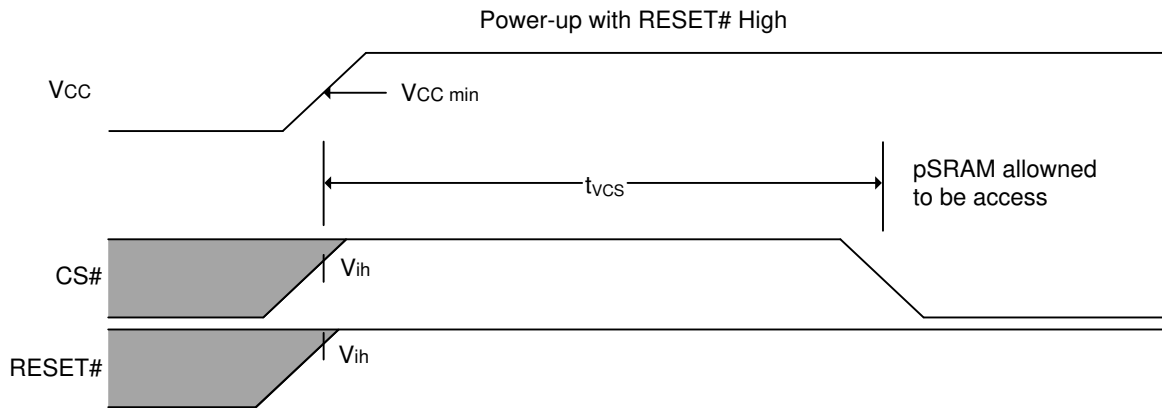 Power-up with RESET# High
VCC
VCC min
tVCS
pSRAM allowned
to be access
CS#
Vih
RESET#
Vih